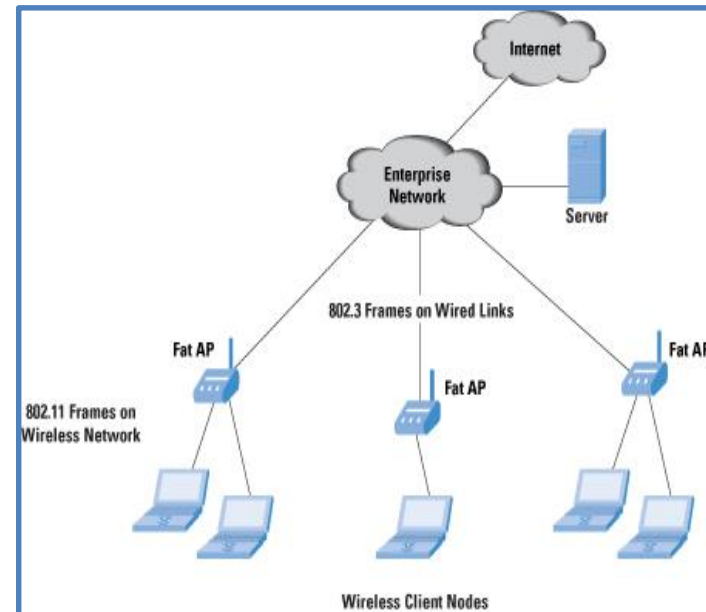 Internet
Enterprise
Network
Server
802.3 Frames on Wired Links
Fat AP
Fat AP
Fat AP
802.11 Frames on
Wireless Network
Wireless Client Nodes